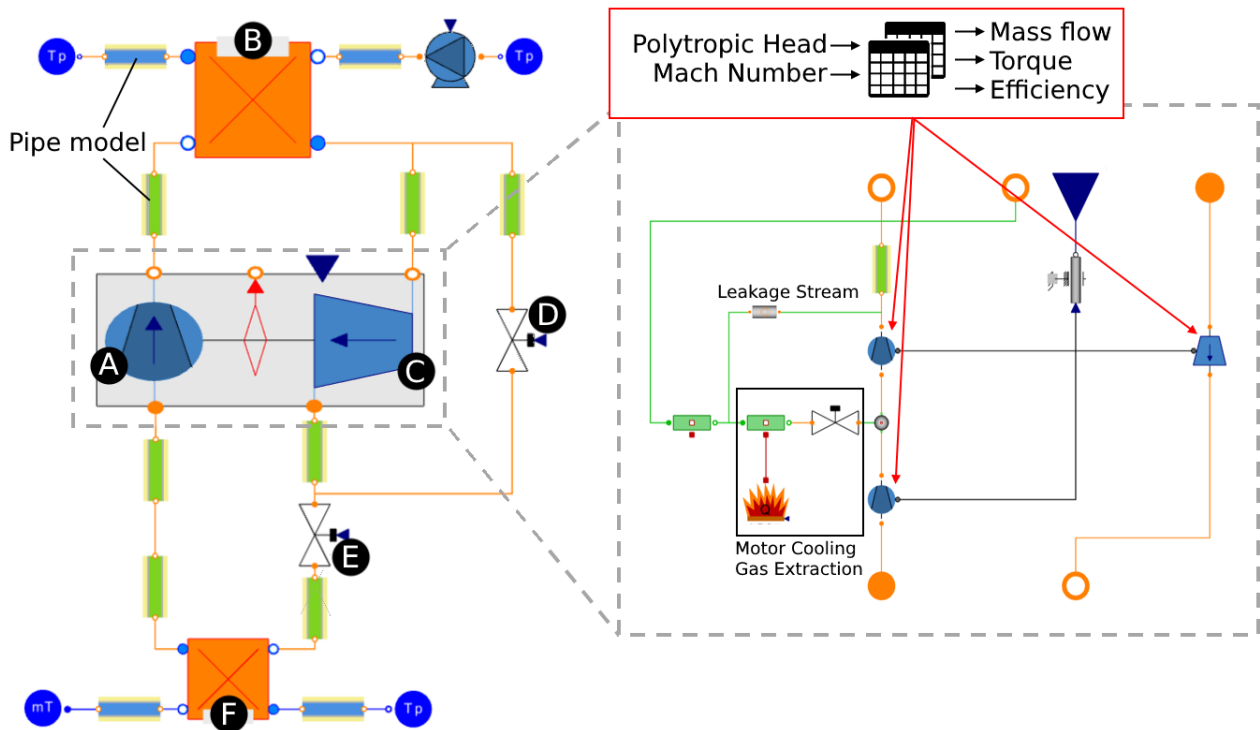 Tp
B
Tp
Polytropic Head
Mach Number
Mass flow
Torque
Efficiency
Pipe model
Leakage Stream
A
C
D
E
Q
Motor Cooling
Gas Extraction
mT
F
Tp